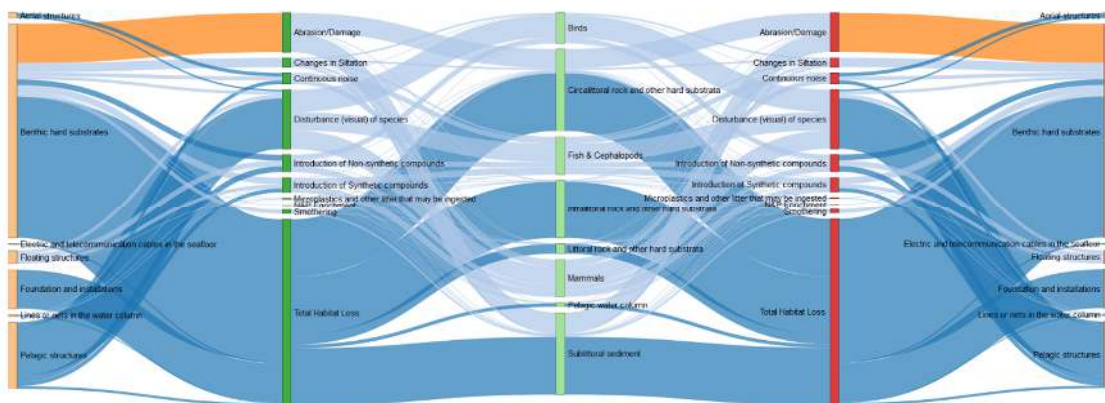 Aerial structures
Benthic hard substrates
Electric and telecommunication cables in the seafloor
Floating structures
Foundation and installations
Lines or nets in the water column
Pelagic structures
Abrasion/Damage
Changes in Siltation
Continuous noise
Disturbance (visual) of species
Introduction of Non-synthetic compounds
Introduction of Synthetic compounds
Microplastics and other litter that may be ingested
Smothering
Total Habitat Loss
Birds
Circalittoral rock and other hard substrata
Fish & Cephalopods
Infralittoral rock and other hard substrata
Littoral rock and other hard substrata
Mammals
Pelagic water column
Sublittoral sediment
Abrasion/Damage
Changes in Siltation
Continuous noise
Disturbance (visual) of species
Introduction of Non-synthetic compounds
Introduction of Synthetic compounds
Microplastics and other litter that may be ingested
Smothering
Total Habitat Loss
Aerial structures
Benthic hard substrates
Electric and telecommunication cables in the seafloor
Floating structures
Foundation and installations
Lines or nets in the water column
Pelagic structures